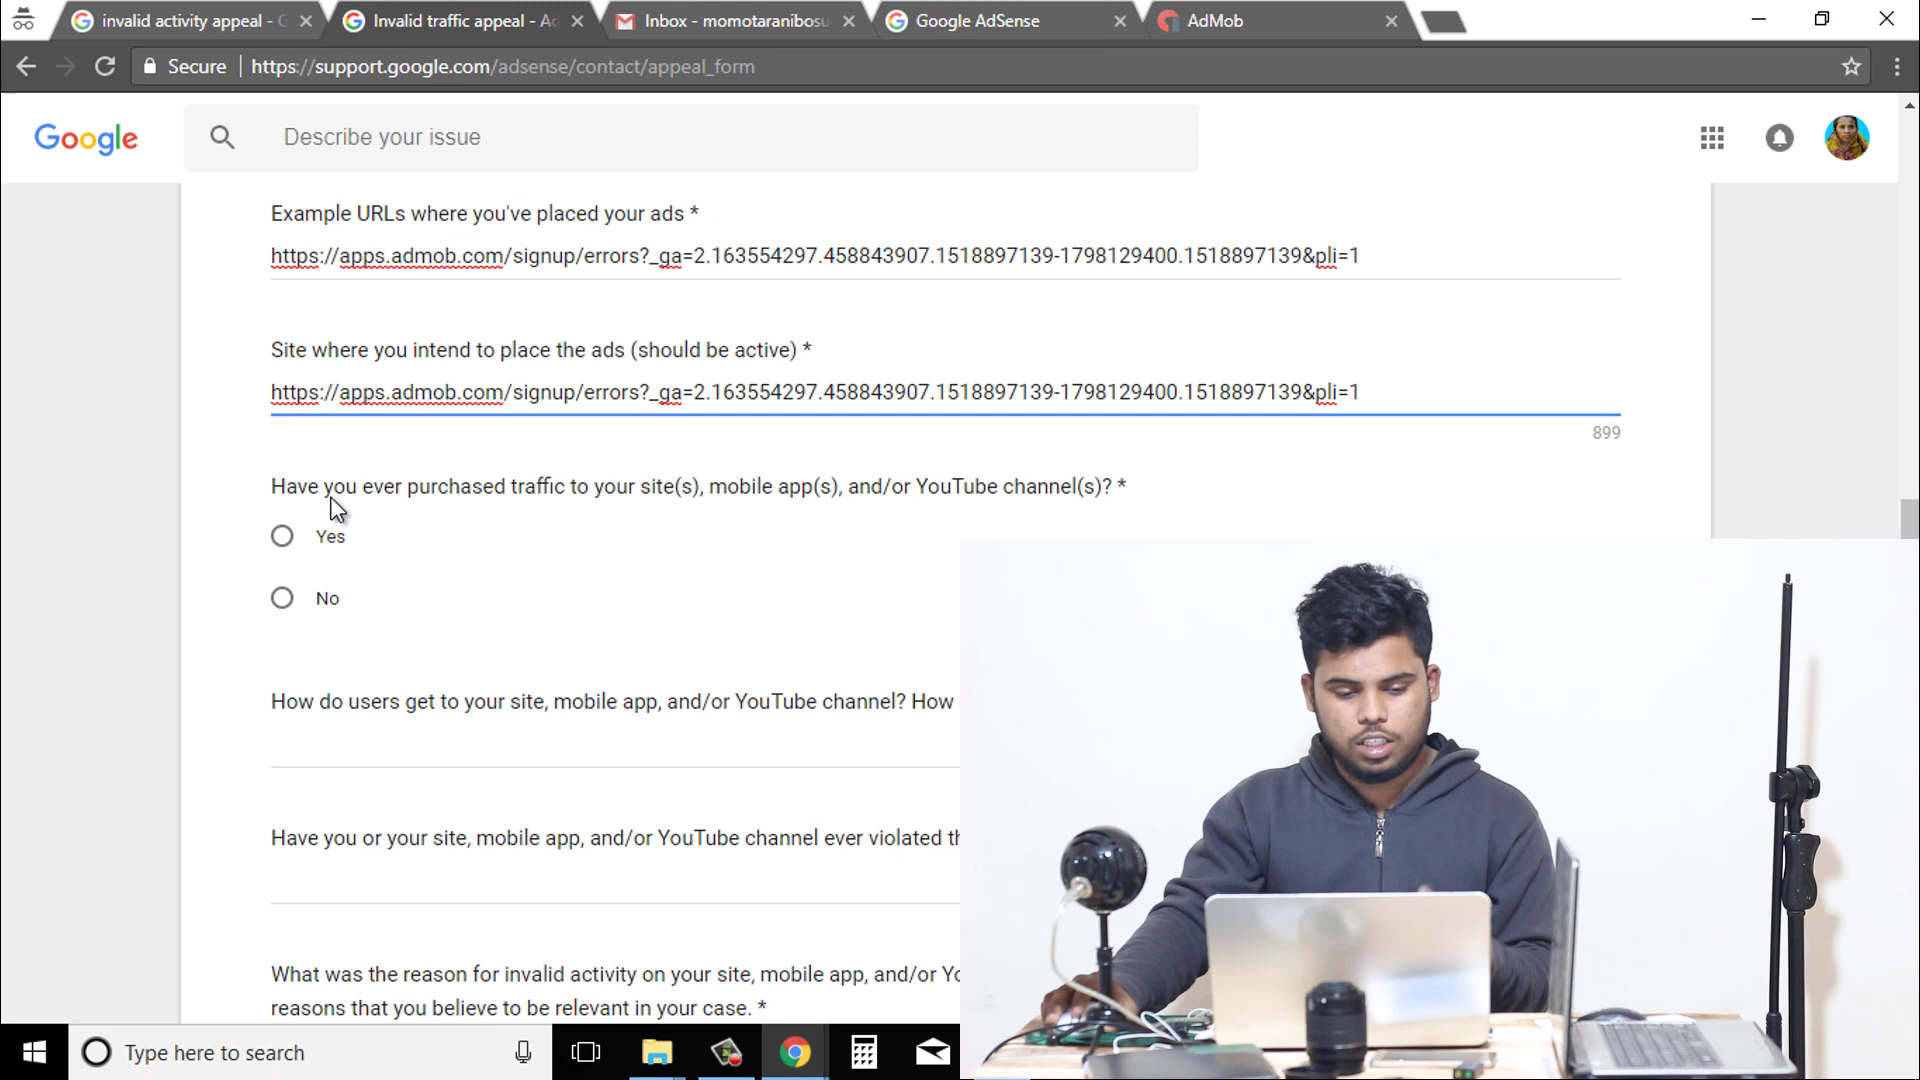 invalid activity appeal - G
Invalid traffic appeal - Ad
Inbox - momotaranibosu
Google AdSense
AdMob
Secure
https://support.google.com/adsense/contact/appeal_form
Google
Describe your issue
Example URLs where you've placed your ads *
https://apps.admob.com/signup/errors?_ga=2.163554297.458843907.1518897139-1798129400.1518897139&pli=1
Site where you intend to place the ads (should be active) *
https://apps.admob.com/signup/errors?_ga=2.163554297.458843907.1518897139-1798129400.1518897139&pli=1
899
Have you ever purchased traffic to your site(s), mobile app(s), and/or YouTube channel(s)? *
Yes
No
How do users get to your site, mobile app, and/or YouTube channel? How
Have you or your site, mobile app, and/or YouTube channel ever violated th
What was the reason for invalid activity on your site, mobile app, and/or Yo
reasons that you believe to be relevant in your case. *
Type here to search